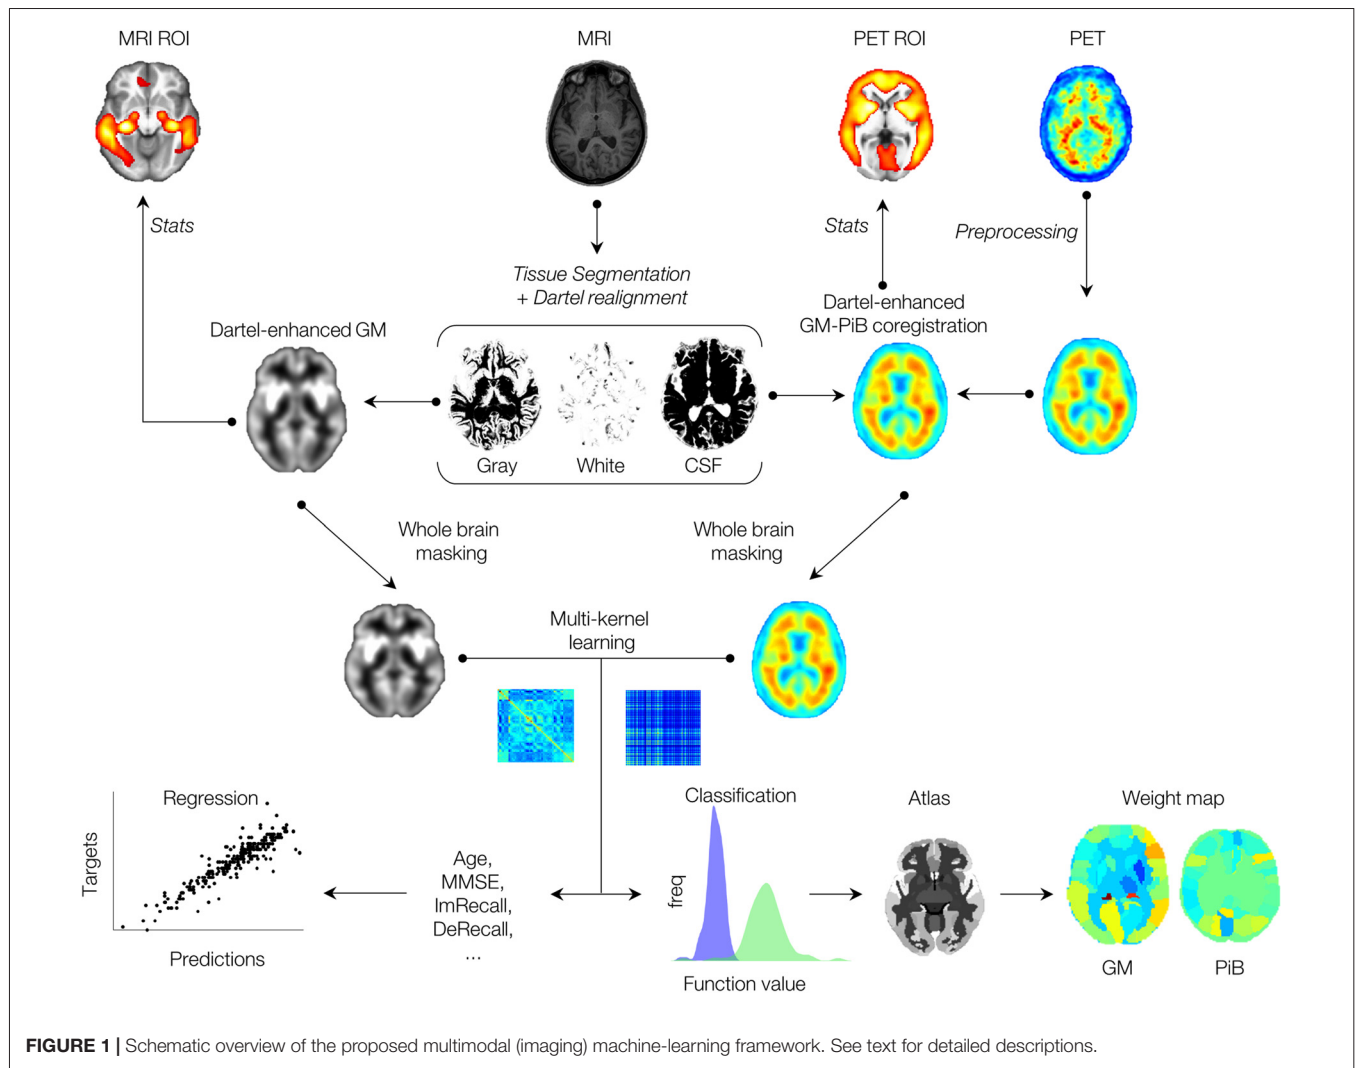 MRI ROI
MRI
PET ROI
PET
Stats
Stats
Preprocessing
Tissue Segmentation
+ Dartel realignment
Dartel-enhanced
GM-PiB coregistration
Dartel-enhanced GM
Gray
White
CSF
Whole brain
masking
Whole brain
masking
Multi-kernel
learning
Regression
Targets
Predictions
Age,
MMSE,
ImRecall,
DeRecall,
...
Classification
freq
Function value
Atlas
Weight map
GM
PiB
FIGURE 1 | Schematic overview of the proposed multimodal (imaging) machine-learning framework. See text for detailed descriptions.